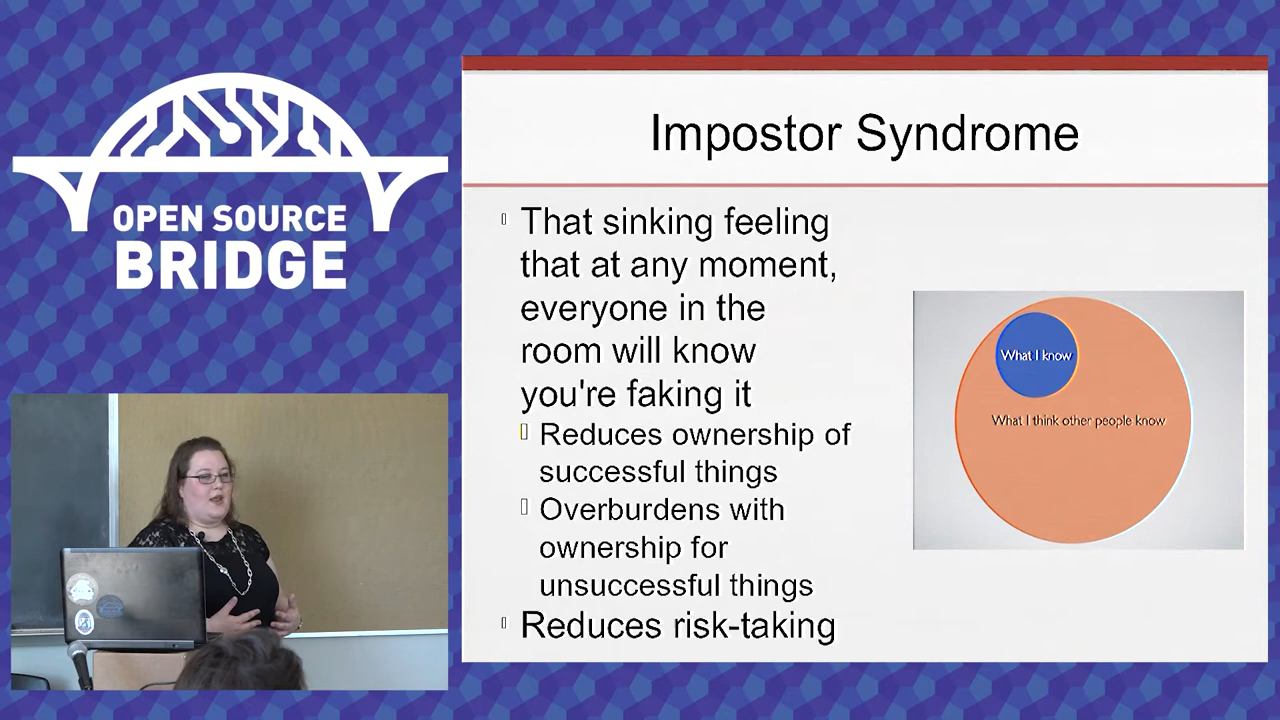 OPEN SOURCE
BRIDGE
Impostor Syndrome
That sinking feeling
that at any moment,
everyone in the
room will know
you're faking it
Reduces ownership of
successful things
Overburdens with
ownership for
unsuccessful things
Reduces risk-taking
What I know
What I think other people know